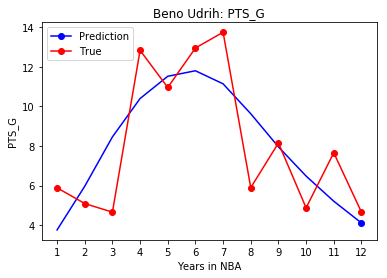 Beno Udrih: PTS_G
Prediction
True
PTS_G
14
12
10
8
6
4
1 2 3 4 5 6 7 8 9 10 11 12
Years in NBA